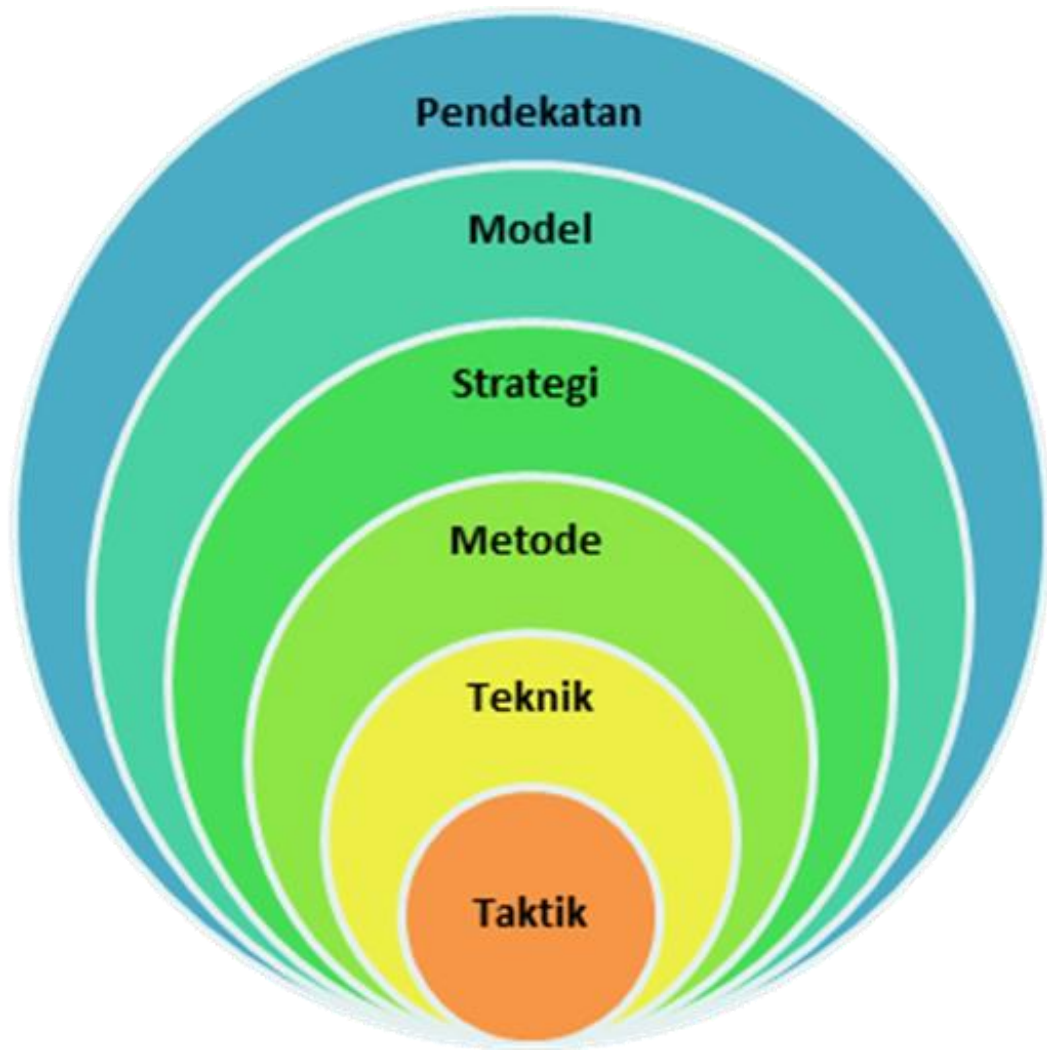 Pendekatan
Model
Strategi
Metode
Teknik
Taktik